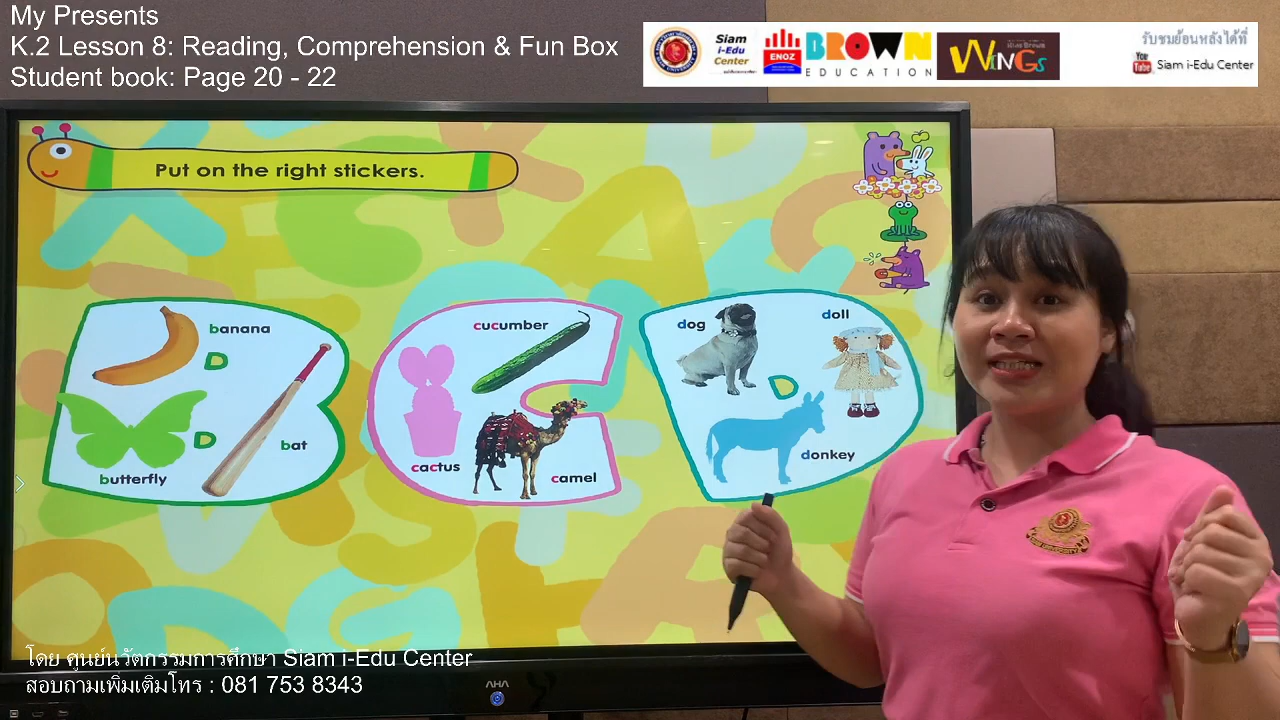 My Presents
K.2 Lesson 8: Reading, Comprehension & Fun Box
Student book: Page 20 - 22
Siam
i-Edu
Center
ENOZ
BROWN
EDUCATION
WiNGs
รับชมย้อนหลังได้ที่
You Tube Siam i-Edu Center
Put on the right stickers.
banana
butterfly
bat
cucumber
cactus
camel
dog
doll
donkey
โดย ศูนย์นวัตกรรมการศึกษา Siam i-Edu Center
สอบถามเพิ่มเติมโทร : 081 753 8343
AHA